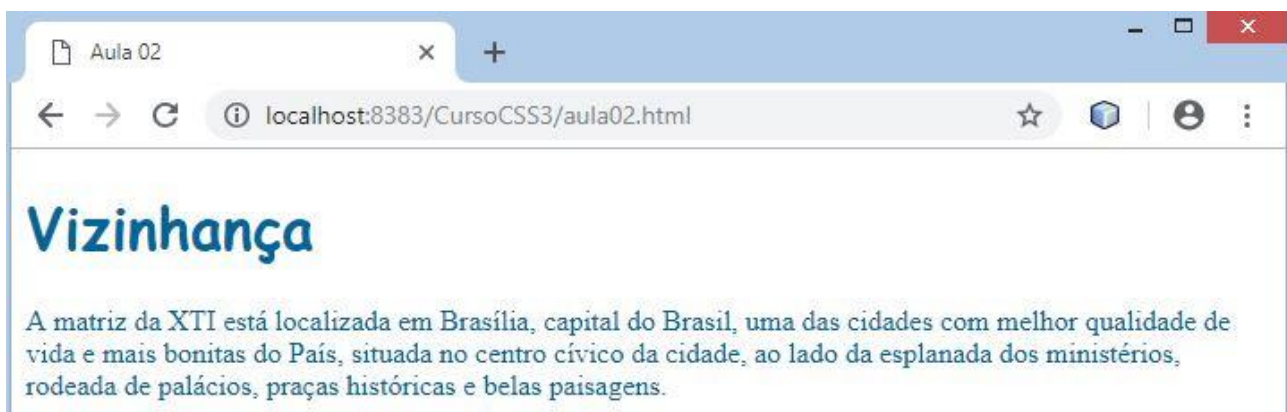 Aula 02
localhost:8383/CursoCSS3/aula02.html
Vizinhança
A matriz da XTI está localizada em Brasília, capital do Brasil, uma das cidades com melhor qualidade de
vida e mais bonitas do País, situada no centro cívico da cidade, ao lado da esplanada dos ministérios,
rodeada de palácios, praças históricas e belas paisagens.